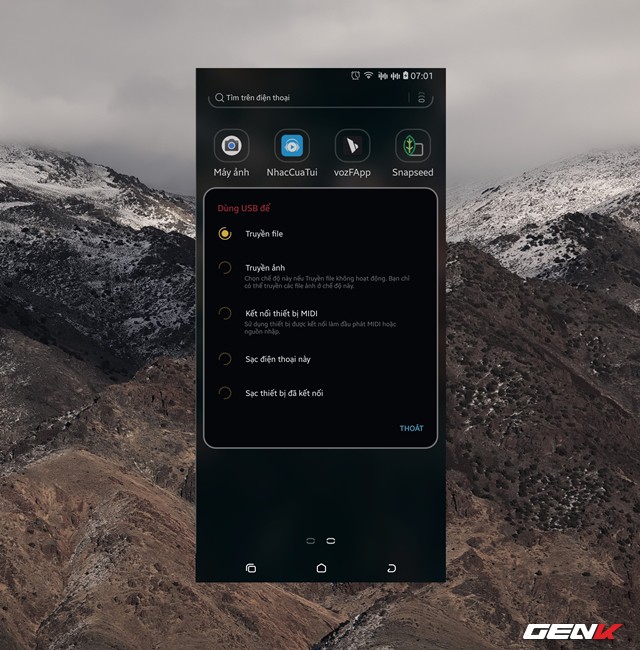 07:01
Tìm trên điện thoại
Máy ảnh NhacCuaTui vozFApp Snapseed
Dùng USB để
Truyền file
Truyền ảnh
Chọn chế độ này nếu Truyền file không hoạt động. Bạn chỉ
có thể truyền các file ảnh ở chế độ này.
Kết nối thiết bị MIDI
Sử dụng thiết bị được kết nối làm đầu phát MIDI hoặc
nguồn nhập.
Sạc điện thoại này
Sạc thiết bị đã kết nối
THOÁT
GENK